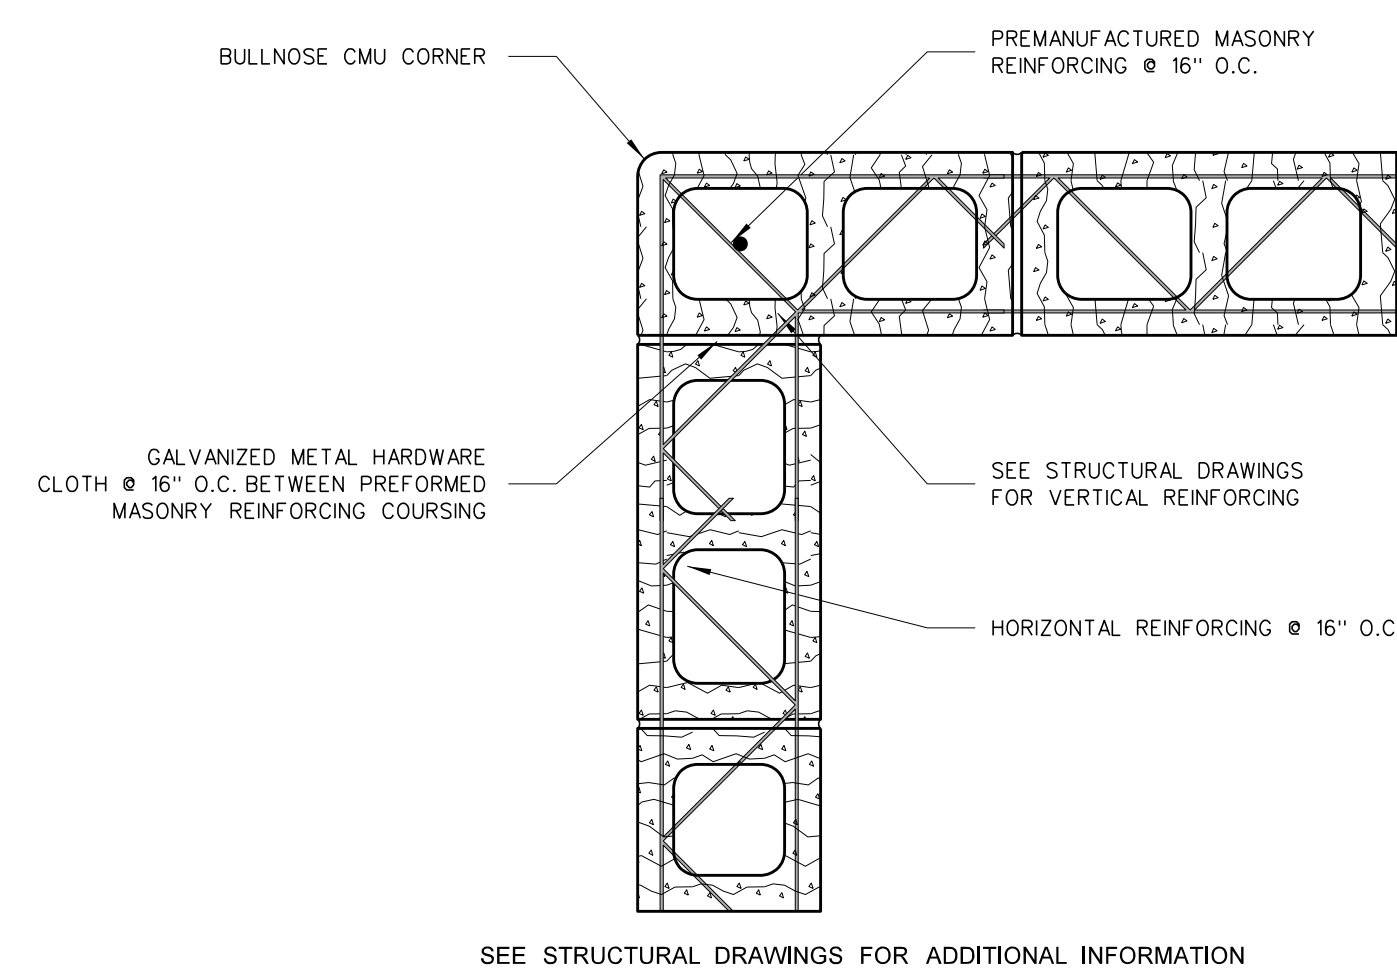 BULLNOSE CMU CORNER
PREMANUFACTURED MASONRY
REINFORCING @ 16" O.C.
GALVANIZED METAL HARDWARE
CLOTH @ 16" O.C. BETWEEN PREFORMED
MASONRY REINFORCING COURSING
SEE STRUCTURAL DRAWINGS
FOR VERTICAL REINFORCING
HORIZONTAL REINFORCING @ 16" O.C
SEE STRUCTURAL DRAWINGS FOR ADDITIONAL INFORMATION